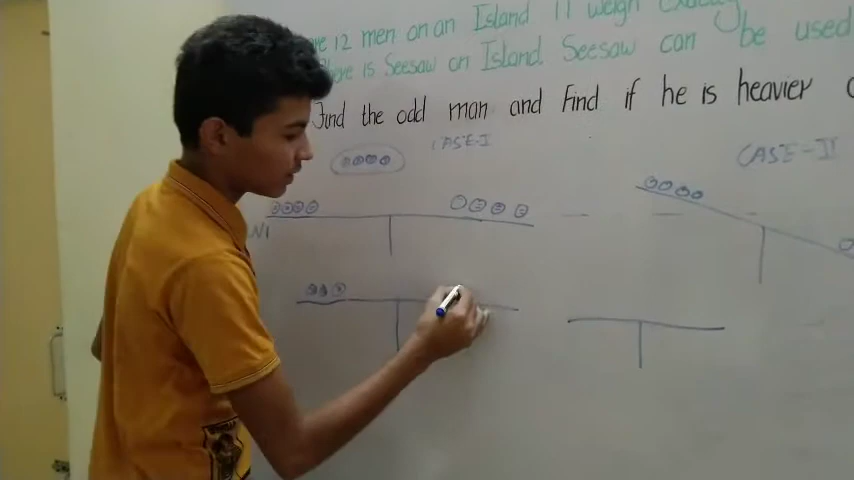 12 men on an Island 11 weigh
is Seesaw on Island. Seesaw can be used
Find the odd man and Find if he is heavier
CASE-I
CASE-II